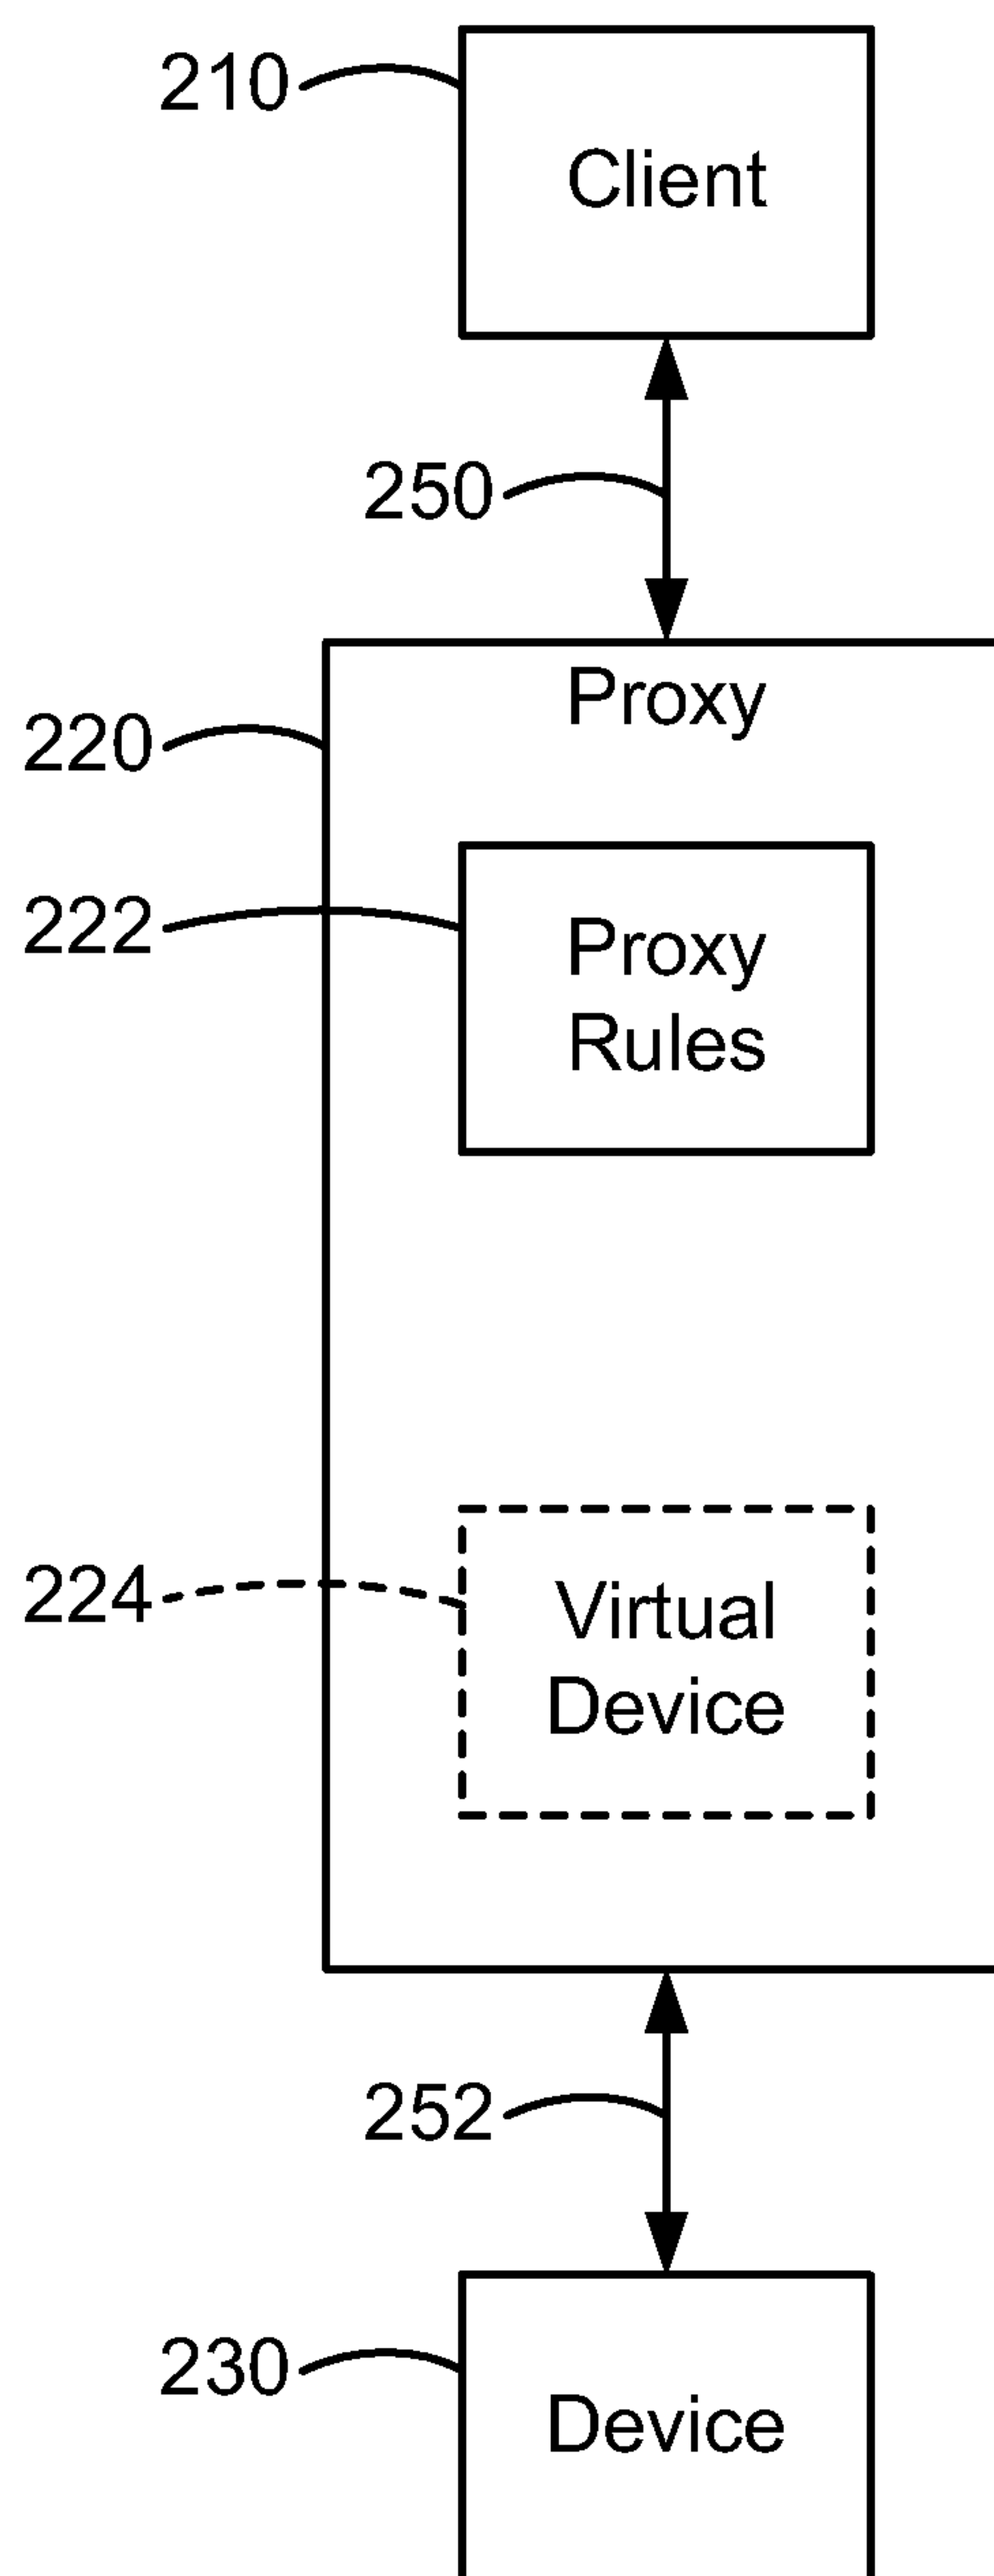 210
Client
250
Proxy
220
222
Proxy
Rules
224
Virtual
Device
252
230
Device